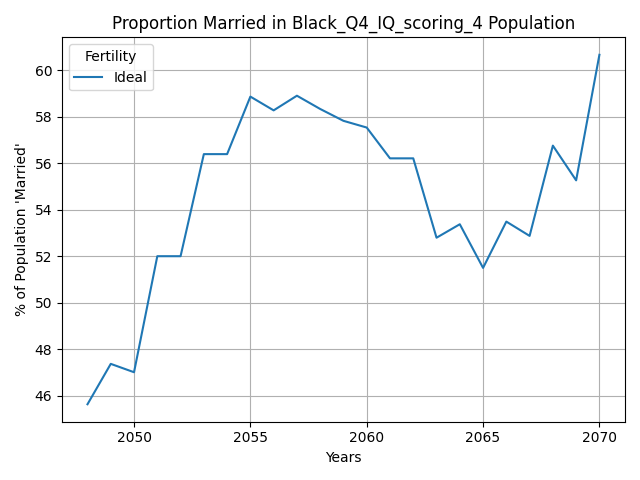 Proportion Married in Black_Q4_IQ_scoring_4 Population
Fertility
Ideal
60
58
56
54
52
50
48
46
% of Population 'Married'
2050 2055 2060 2065 2070
Years